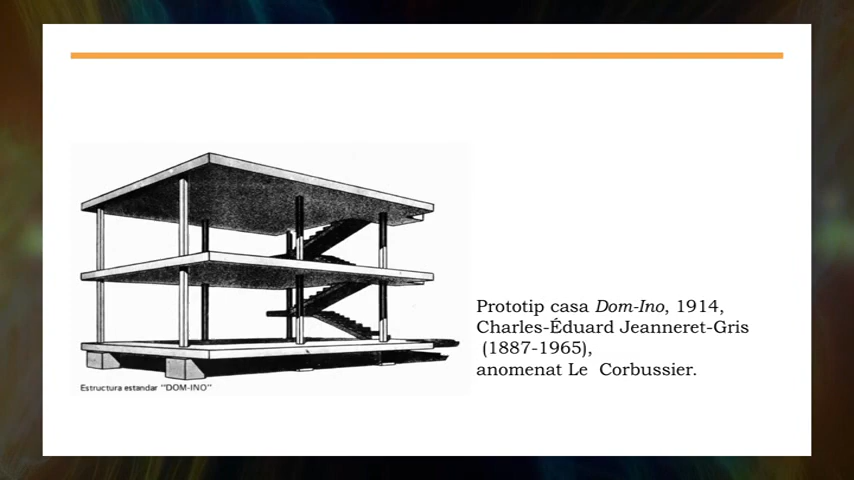 Prototip casa Dom-Ino, 1914,
Charles-Éduard Jeanneret-Gris
(1887-1965),
anomenat Le Corbussier.
Estructura estandar "DOM-INO"